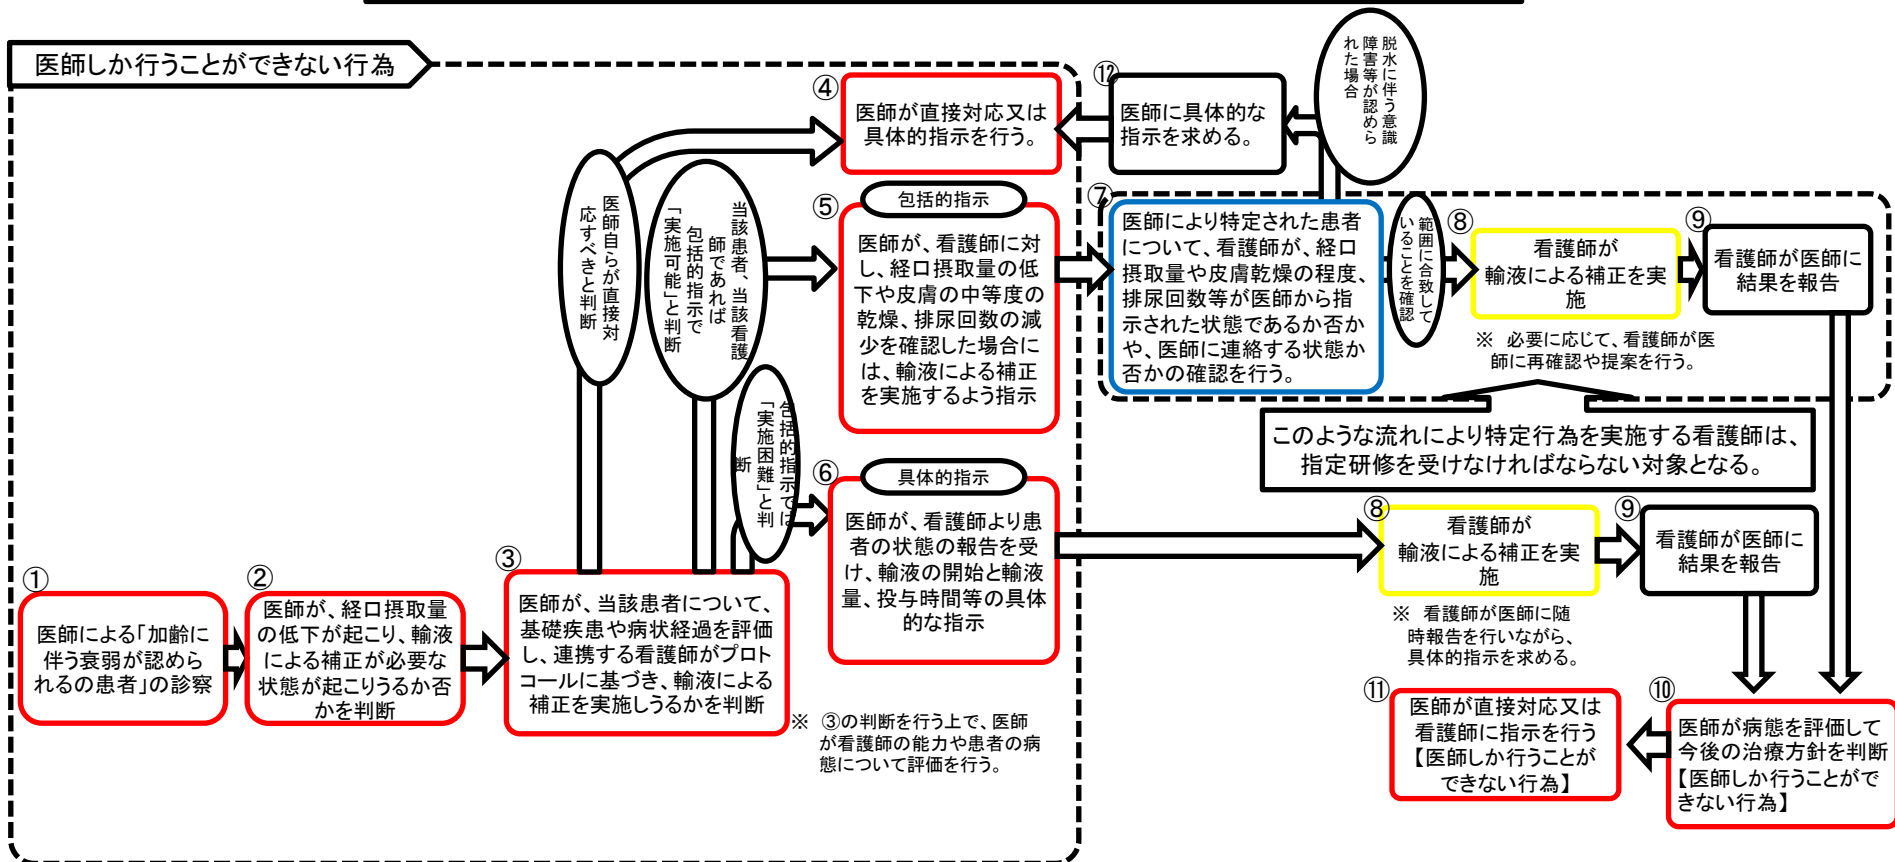 医師しか行うことができない行為
①
医師による「加齢に
伴う衰弱が認めら
れるの患者」の診察
②
医師が、経口摂取量
の低下が起こり、輸液
による補正が必要な
状態が起こりうるか否
かを判断
③
医師が、当該患者について、
基礎疾患や病状経過を評価
し、連携する看護師がプロト
コールに基づき、輸液による
補正を実施しうるかを判断
※ ③の判断を行う上で、医師
が看護師の能力や患者の病
態について評価を行う。
医師自らが直接対
応すべきと判断
当該患者、当該看護
師であれば
包括的指示で
「実施可能」と判断
包括的指示では
「実施困難」と判
断
④
医師が直接対応又は
具体的指示を行う。
⑤
包括的指示
医師が、看護師に対
し、経口摂取量の低
下や皮膚の中等度の
乾燥、排尿回数の減
少を確認した場合に
は、輸液による補正
を実施するよう指示
⑥
具体的指示
医師が、看護師より患
者の状態の報告を受
け、輸液の開始と輸液
量、投与時間等の具体
的な指示
⑫
医師に具体的な
指示を求める。
脱水に伴う意識
障害等が認めら
れた場合
⑦
医師により特定された患者
について、看護師が、経口
摂取量や皮膚乾燥の程度、
排尿回数等が医師から指
示された状態であるか否か
や、医師に連絡する状態か
否かの確認を行う。
範囲に合致して
いることを確認
⑧
看護師が
輸液による補正を実
施
※ 必要に応じて、看護師が医
師に再確認や提案を行う。
⑨
看護師が医師に
結果を報告
このような流れにより特定行為を実施する看護師は、
指定研修を受けなければならない対象となる。
⑧
看護師が
輸液による補正を実
施
※ 看護師が医師に随
時報告を行いながら、
具体的指示を求める。
⑨
看護師が医師に
結果を報告
⑩
医師が病態を評価して
今後の治療方針を判断
【医師しか行うことがで
きない行為】
⑪
医師が直接対応又は
看護師に指示を行う
【医師しか行うことが
できない行為】